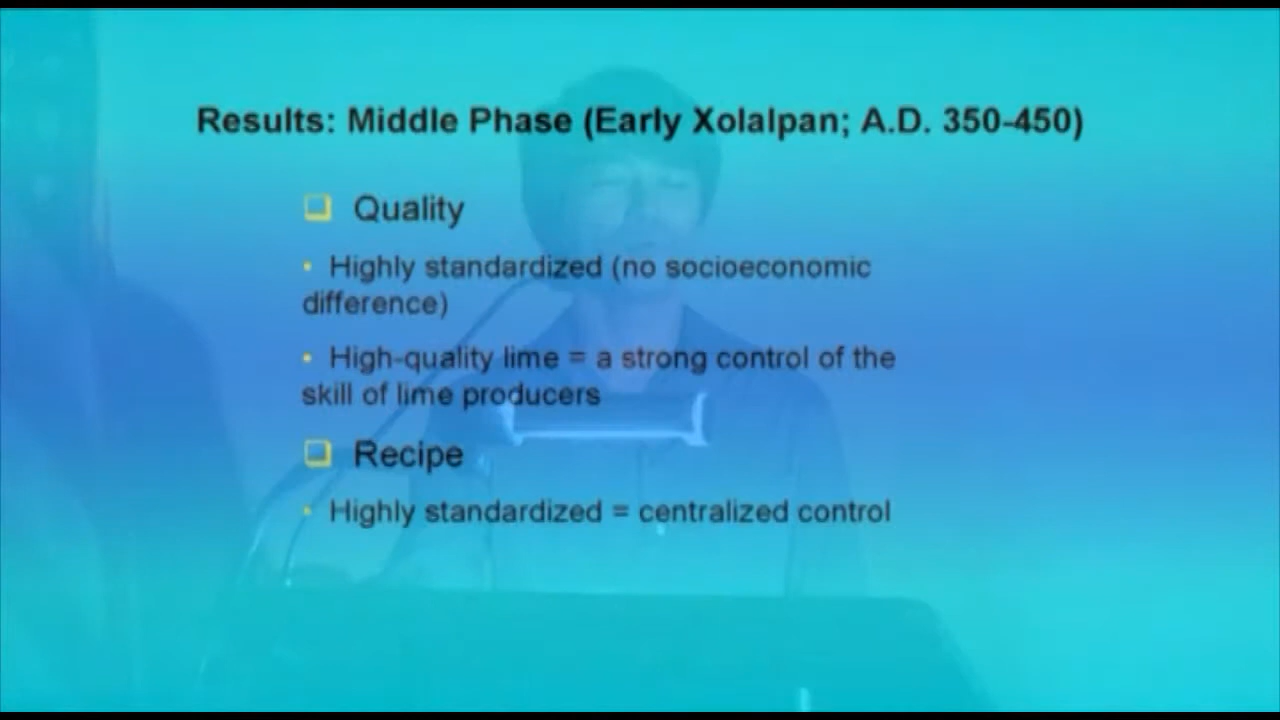 Results: Middle Phase (Early Xolalpan; A.D. 350-450)
Quality
• Highly standardized (no socioeconomic
difference)
• High-quality lime = a strong control of the
skill of lime producers
Recipe
• Highly standardized = centralized control